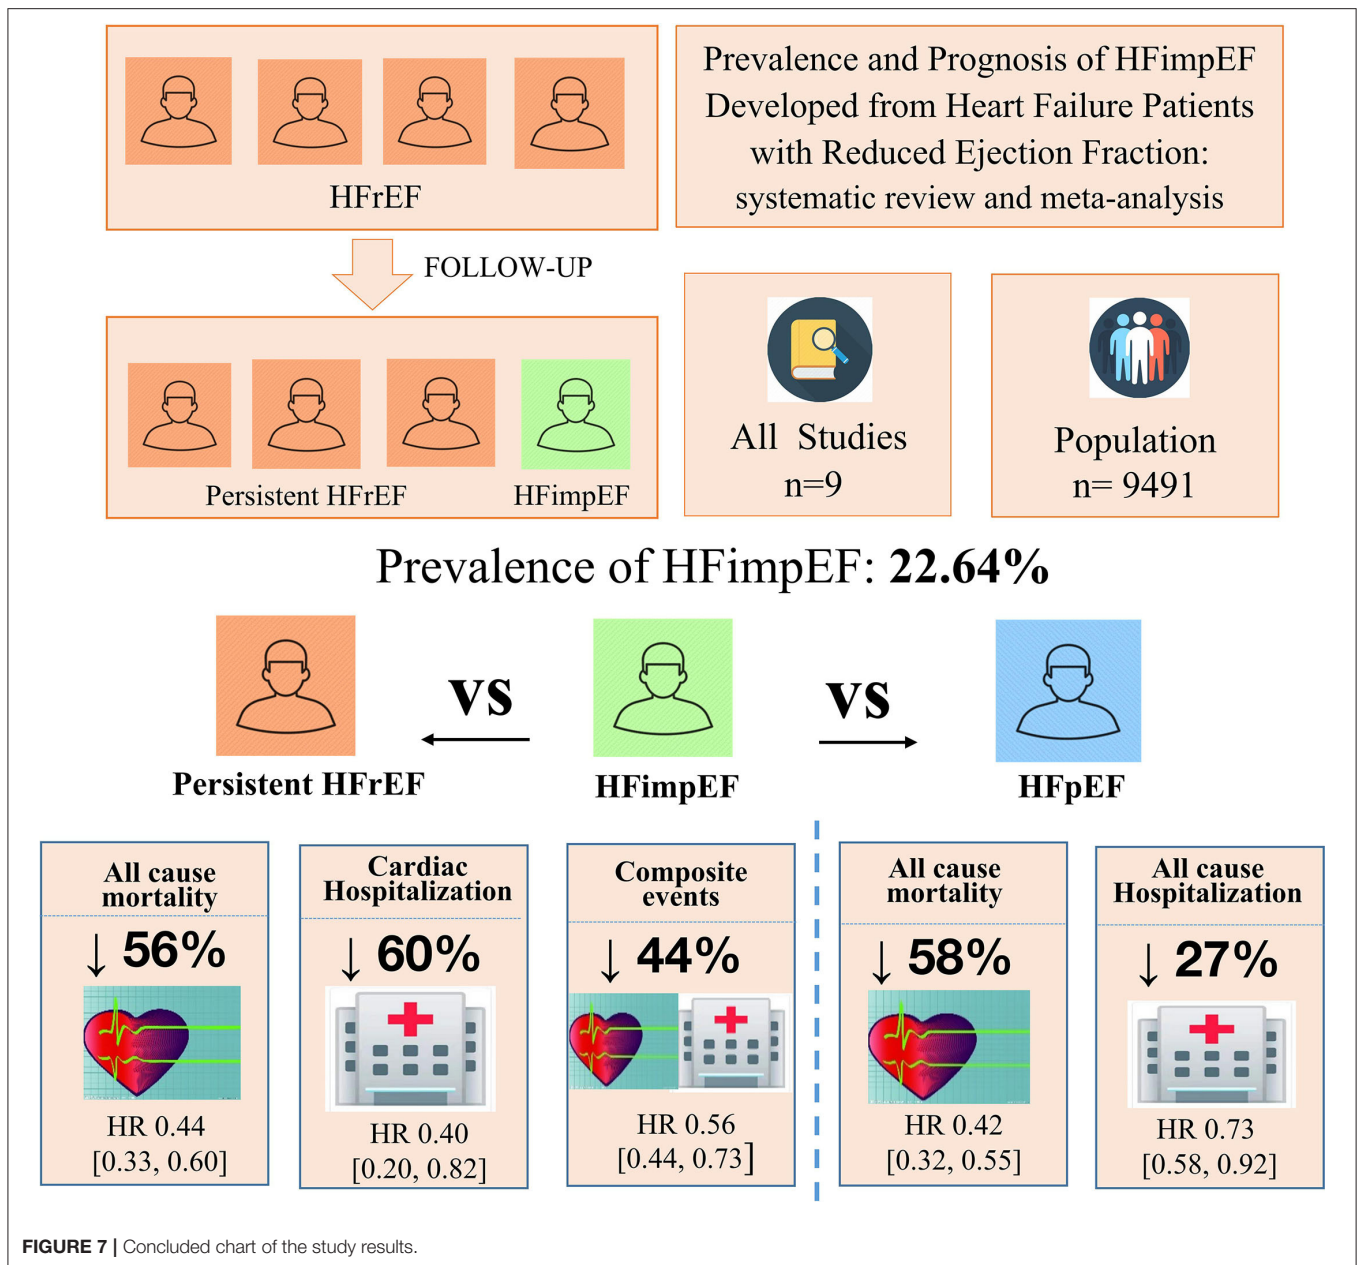 HFrEF
Prevalence and Prognosis of HFimpEF
Developed from Heart Failure Patients
with Reduced Ejection Fraction:
systematic review and meta-analysis
FOLLOW-UP
Persistent HFrEF
HFimpEF
All Studies
n=9
Population
n= 9491
Prevalence of HFimpEF: 22.64%
vs
vs
Persistent HFrEF
HFimpEF
HFpEF
All cause
mortality
↓ 56%
HR 0.44
[0.33, 0.60]
Cardiac
Hospitalization
↓ 60%
HR 0.40
[0.20, 0.82]
Composite
events
↓ 44%
HR 0.56
[0.44, 0.73]
All cause
mortality
↓ 58%
HR 0.42
[0.32, 0.55]
All cause
Hospitalization
↓ 27%
HR 0.73
[0.58, 0.92]
FIGURE 7 | Concluded chart of the study results.